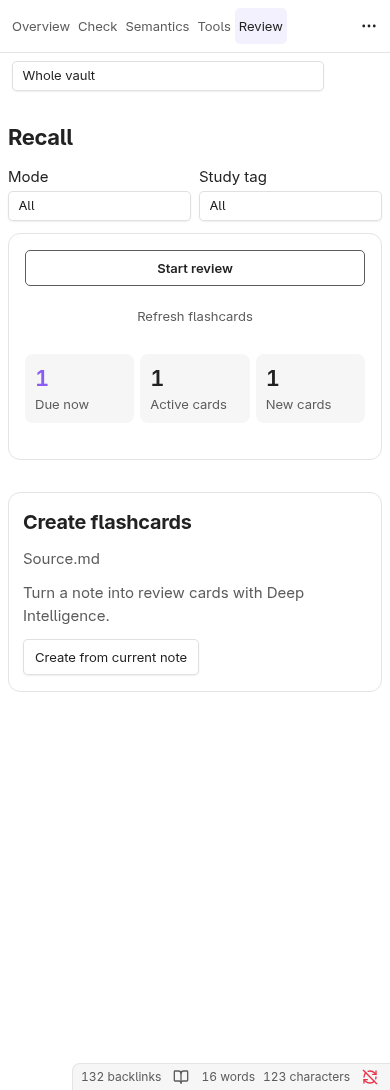 Overview Check Semantics Tools Review
Whole vault
Recall
Mode Study tag
All All
Start review
Refresh flashcards
1 1 1
Due now Active cards New cards
Create flashcards
Source.md
Turn a note into review cards with Deep
Intelligence.
Create from current note
132 backlinks 16 words 123 characters